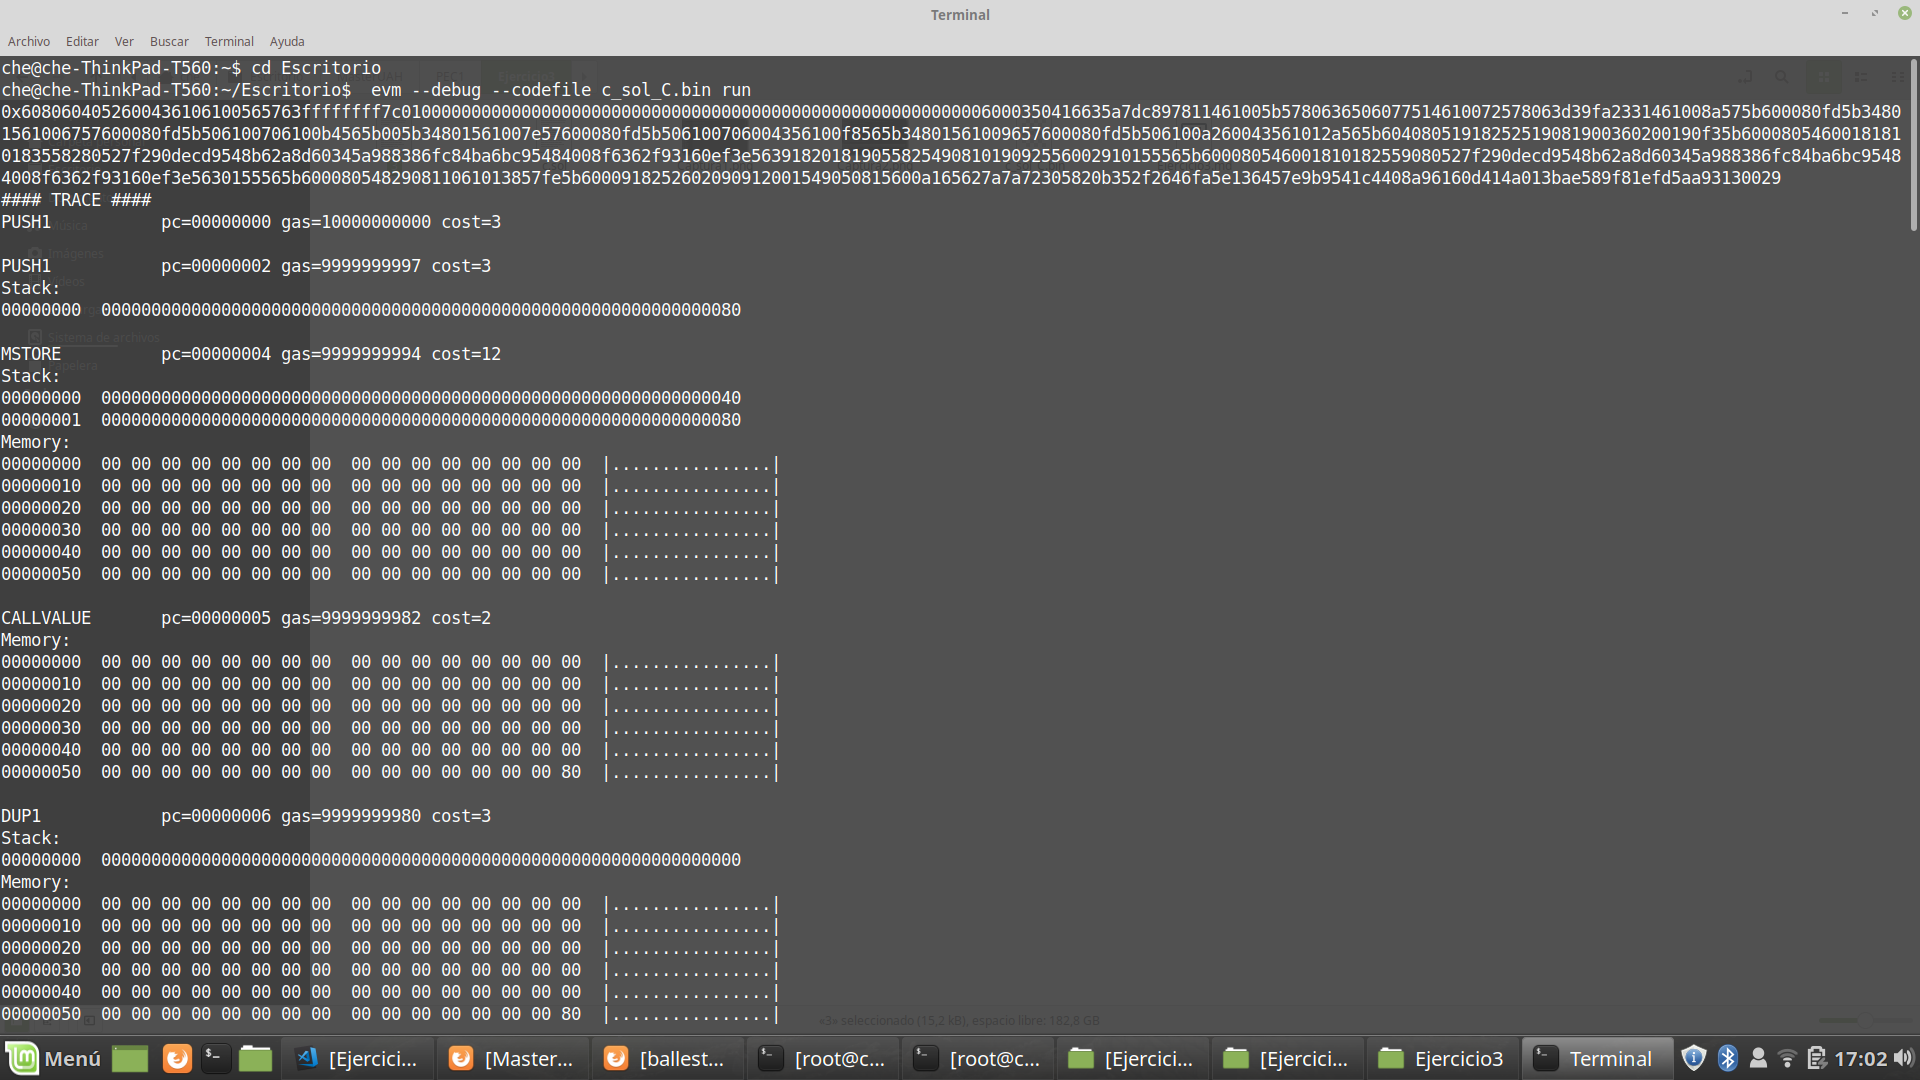 Terminal
Archivo Editar Ver Buscar Terminal Ayuda
che@che-ThinkPad-T560:~$ cd Escritorio
che@che-ThinkPad-T560:~/Escritorio$  evm --debug --codefile c_sol_C.bin run
#### TRACE ####
PUSH1           pc=00000000 gas=10000000000 cost=3
PUSH1           pc=00000002 gas=9999999997 cost=3
Stack:
00000000  0000000000000000000000000000000000000000000000000000000000000080
MSTORE          pc=00000004 gas=9999999994 cost=12
Stack:
00000000  0000000000000000000000000000000000000000000000000000000000000040
00000001  0000000000000000000000000000000000000000000000000000000000000080
Memory:
00000000  00 00 00 00 00 00 00 00  00 00 00 00 00 00 00 00  |................|
00000010  00 00 00 00 00 00 00 00  00 00 00 00 00 00 00 00  |................|
00000020  00 00 00 00 00 00 00 00  00 00 00 00 00 00 00 00  |................|
00000030  00 00 00 00 00 00 00 00  00 00 00 00 00 00 00 00  |................|
00000040  00 00 00 00 00 00 00 00  00 00 00 00 00 00 00 00  |................|
00000050  00 00 00 00 00 00 00 00  00 00 00 00 00 00 00 00  |................|
CALLVALUE       pc=00000005 gas=9999999982 cost=2
Memory:
00000000  00 00 00 00 00 00 00 00  00 00 00 00 00 00 00 00  |................|
00000010  00 00 00 00 00 00 00 00  00 00 00 00 00 00 00 00  |................|
00000020  00 00 00 00 00 00 00 00  00 00 00 00 00 00 00 00  |................|
00000030  00 00 00 00 00 00 00 00  00 00 00 00 00 00 00 00  |................|
00000040  00 00 00 00 00 00 00 00  00 00 00 00 00 00 00 00  |................|
00000050  00 00 00 00 00 00 00 00  00 00 00 00 00 00 00 80  |................|
DUP1            pc=00000006 gas=9999999980 cost=3
Stack:
00000000  0000000000000000000000000000000000000000000000000000000000000000
Memory:
00000000  00 00 00 00 00 00 00 00  00 00 00 00 00 00 00 00  |................|
00000010  00 00 00 00 00 00 00 00  00 00 00 00 00 00 00 00  |................|
00000020  00 00 00 00 00 00 00 00  00 00 00 00 00 00 00 00  |................|
00000030  00 00 00 00 00 00 00 00  00 00 00 00 00 00 00 00  |................|
00000040  00 00 00 00 00 00 00 00  00 00 00 00 00 00 00 00  |................|
00000050  00 00 00 00 00 00 00 00  00 00 00 00 00 00 00 80  |................|
«3» seleccionado (15,2 kB), espacio libre: 182,8 GB
Menú [Ejercici... [Master... [ballest... [root@c... [root@c... [Ejercici... [Ejercici... Ejercicio3 Terminal 17:02